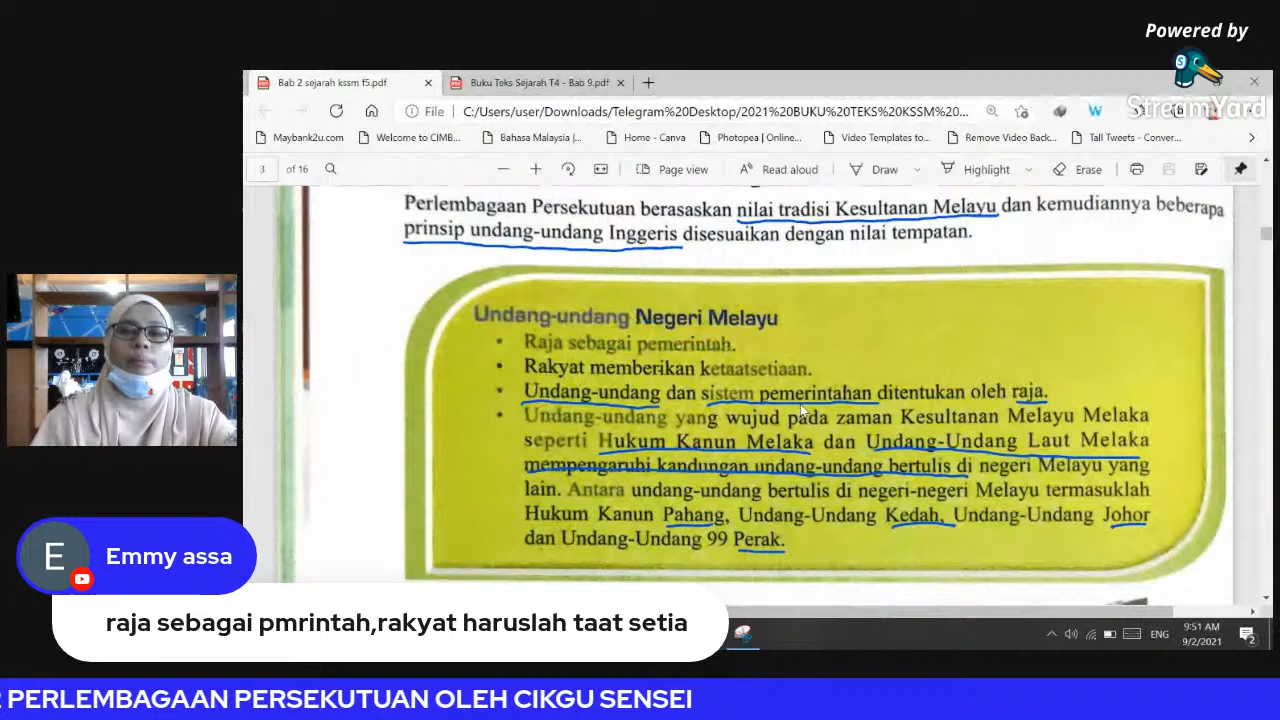 Powered by
StreamYard
Bab 2 sejarah kssm f5.pdf
Buku Teks Sejarah T4 - Bab 9.pdf
File
C:/Users/user/Downloads/Telegram%20Desktop/2021%20BUKU%20TEKS%20KSSM%20...
Maybank2u.com
Welcome to CIMB...
Bahasa Malaysia |...
Home - Canva
Photopea | Online...
Video Templates to...
Remove Video Back...
Tall Tweets - Conver...
3 of 16
Page view
Read aloud
Draw
Highlight
Erase
Perlembagaan Persekutuan berasaskan nilai tradisi Kesultanan Melayu dan kemudiannya beberapa
prinsip undang-undang Inggeris disesuaikan dengan nilai tempatan.
Undang-undang Negeri Melayu
• Raja sebagai pemerintah.
• Rakyat memberikan ketaatsetiaan.
• Undang-undang dan sistem pemerintahan ditentukan oleh raja.
• Undang-undang yang wujud pada zaman Kesultanan Melayu Melaka
seperti Hukum Kanun Melaka dan Undang-Undang Laut Melaka
mempengaruhi kandungan undang-undang bertulis di negeri Melayu yang
lain. Antara undang-undang bertulis di negeri-negeri Melayu termasuklah
Hukum Kanun Pahang, Undang-Undang Kedah, Undang-Undang Johor
dan Undang-Undang 99 Perak.
E
Emmy assa
raja sebagai pmrintah,rakyat haruslah taat setia
ENG
9:51 AM
9/2/2021
2
PERLEMBAGAAN PERSEKUTUAN OLEH CIKGU SENSEI